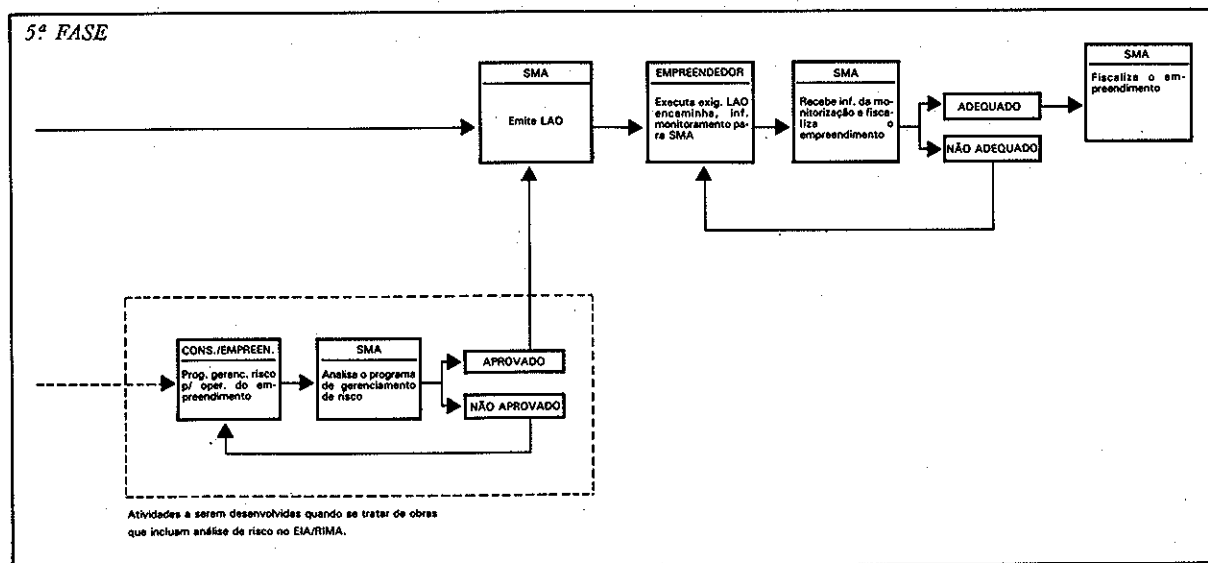 5ª FASE
SMA
Emite LAO
EMPREENDEDOR
Executa exig. LAO
encaminha, inf.
monitoramento pa-
ra SMA
SMA
Recebe inf. da mo-
nitorização e fisca-
liza o
empreendimento
ADEQUADO
NÃO ADEQUADO
SMA
Fiscaliza o em-
preendimento
CONS./EMPREEN.
Prog. gerenc. risco
p/ oper. do em-
preendimento
SMA
Analisa o programa
de gerenciamento
de risco
APROVADO
NÃO APROVADO
Atividades a serem desenvolvidas quando se tratar de obras
que incluam análise de risco no EIA/RIMA.